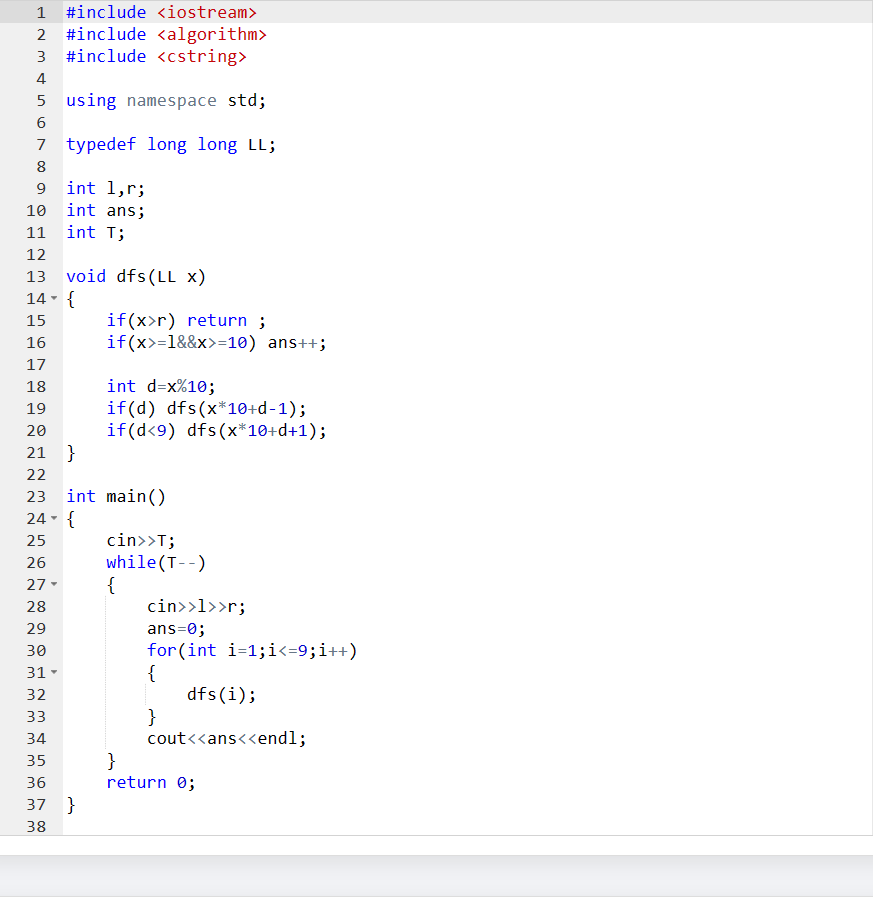 1 #include <iostream>
2 #include <algorithm>
3 #include <cstring>
4
5 using namespace std;
6
7 typedef long long LL;
8
9 int l,r;
10 int ans;
11 int T;
12
13 void dfs(LL x)
14 {
15     if(x>r) return ;
16     if(x>=l&&x>=10) ans++;
17
18     int d=x%10;
19     if(d) dfs(x*10+d-1);
20     if(d<9) dfs(x*10+d+1);
21 }
22
23 int main()
24 {
25     cin>>T;
26     while(T--)
27     {
28         cin>>l>>r;
29         ans=0;
30         for(int i=1;i<=9;i++)
31         {
32             dfs(i);
33         }
34         cout<<ans<<endl;
35     }
36     return 0;
37 }
38